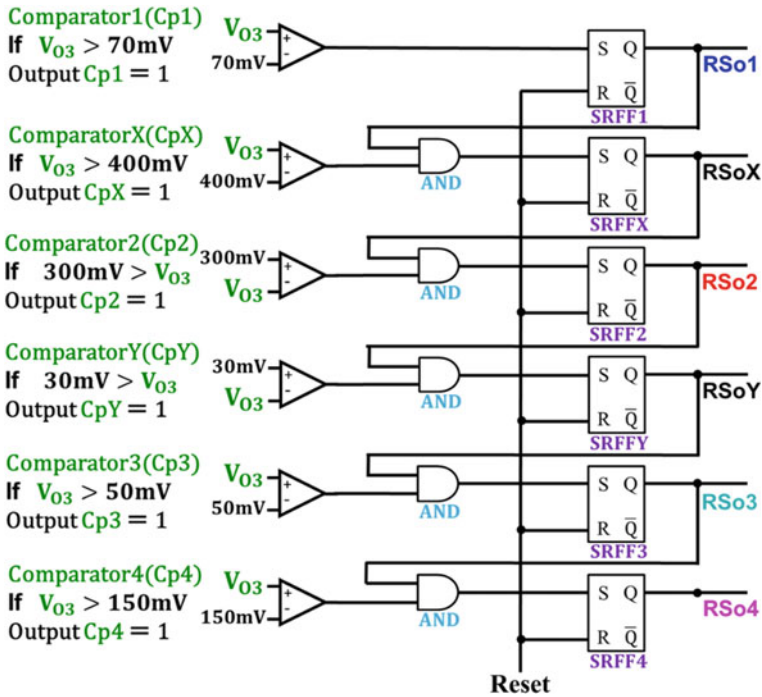 Comparator1(Cp1)
If V_O3 > 70mV
Output Cp1 = 1
V_O3
+
-
70mV
S Q
R Q̅
SRFF1
RSo1
ComparatorX(CpX)
If V_O3 > 400mV
Output CpX = 1
V_O3
+
-
400mV
AND
S Q
R Q̅
SRFFX
RSoX
Comparator2(Cp2)
If 300mV > V_O3
Output Cp2 = 1
300mV
+
-
V_O3
AND
S Q
R Q̅
SRFF2
RSo2
ComparatorY(CpY)
If 30mV > V_O3
Output CpY = 1
30mV
+
-
V_O3
AND
S Q
R Q̅
SRFFY
RSoY
Comparator3(Cp3)
If V_O3 > 50mV
Output Cp3 = 1
V_O3
+
-
50mV
AND
S Q
R Q̅
SRFF3
RSo3
Comparator4(Cp4)
If V_O3 > 150mV
Output Cp4 = 1
V_O3
+
-
150mV
AND
S Q
R Q̅
SRFF4
RSo4
Reset